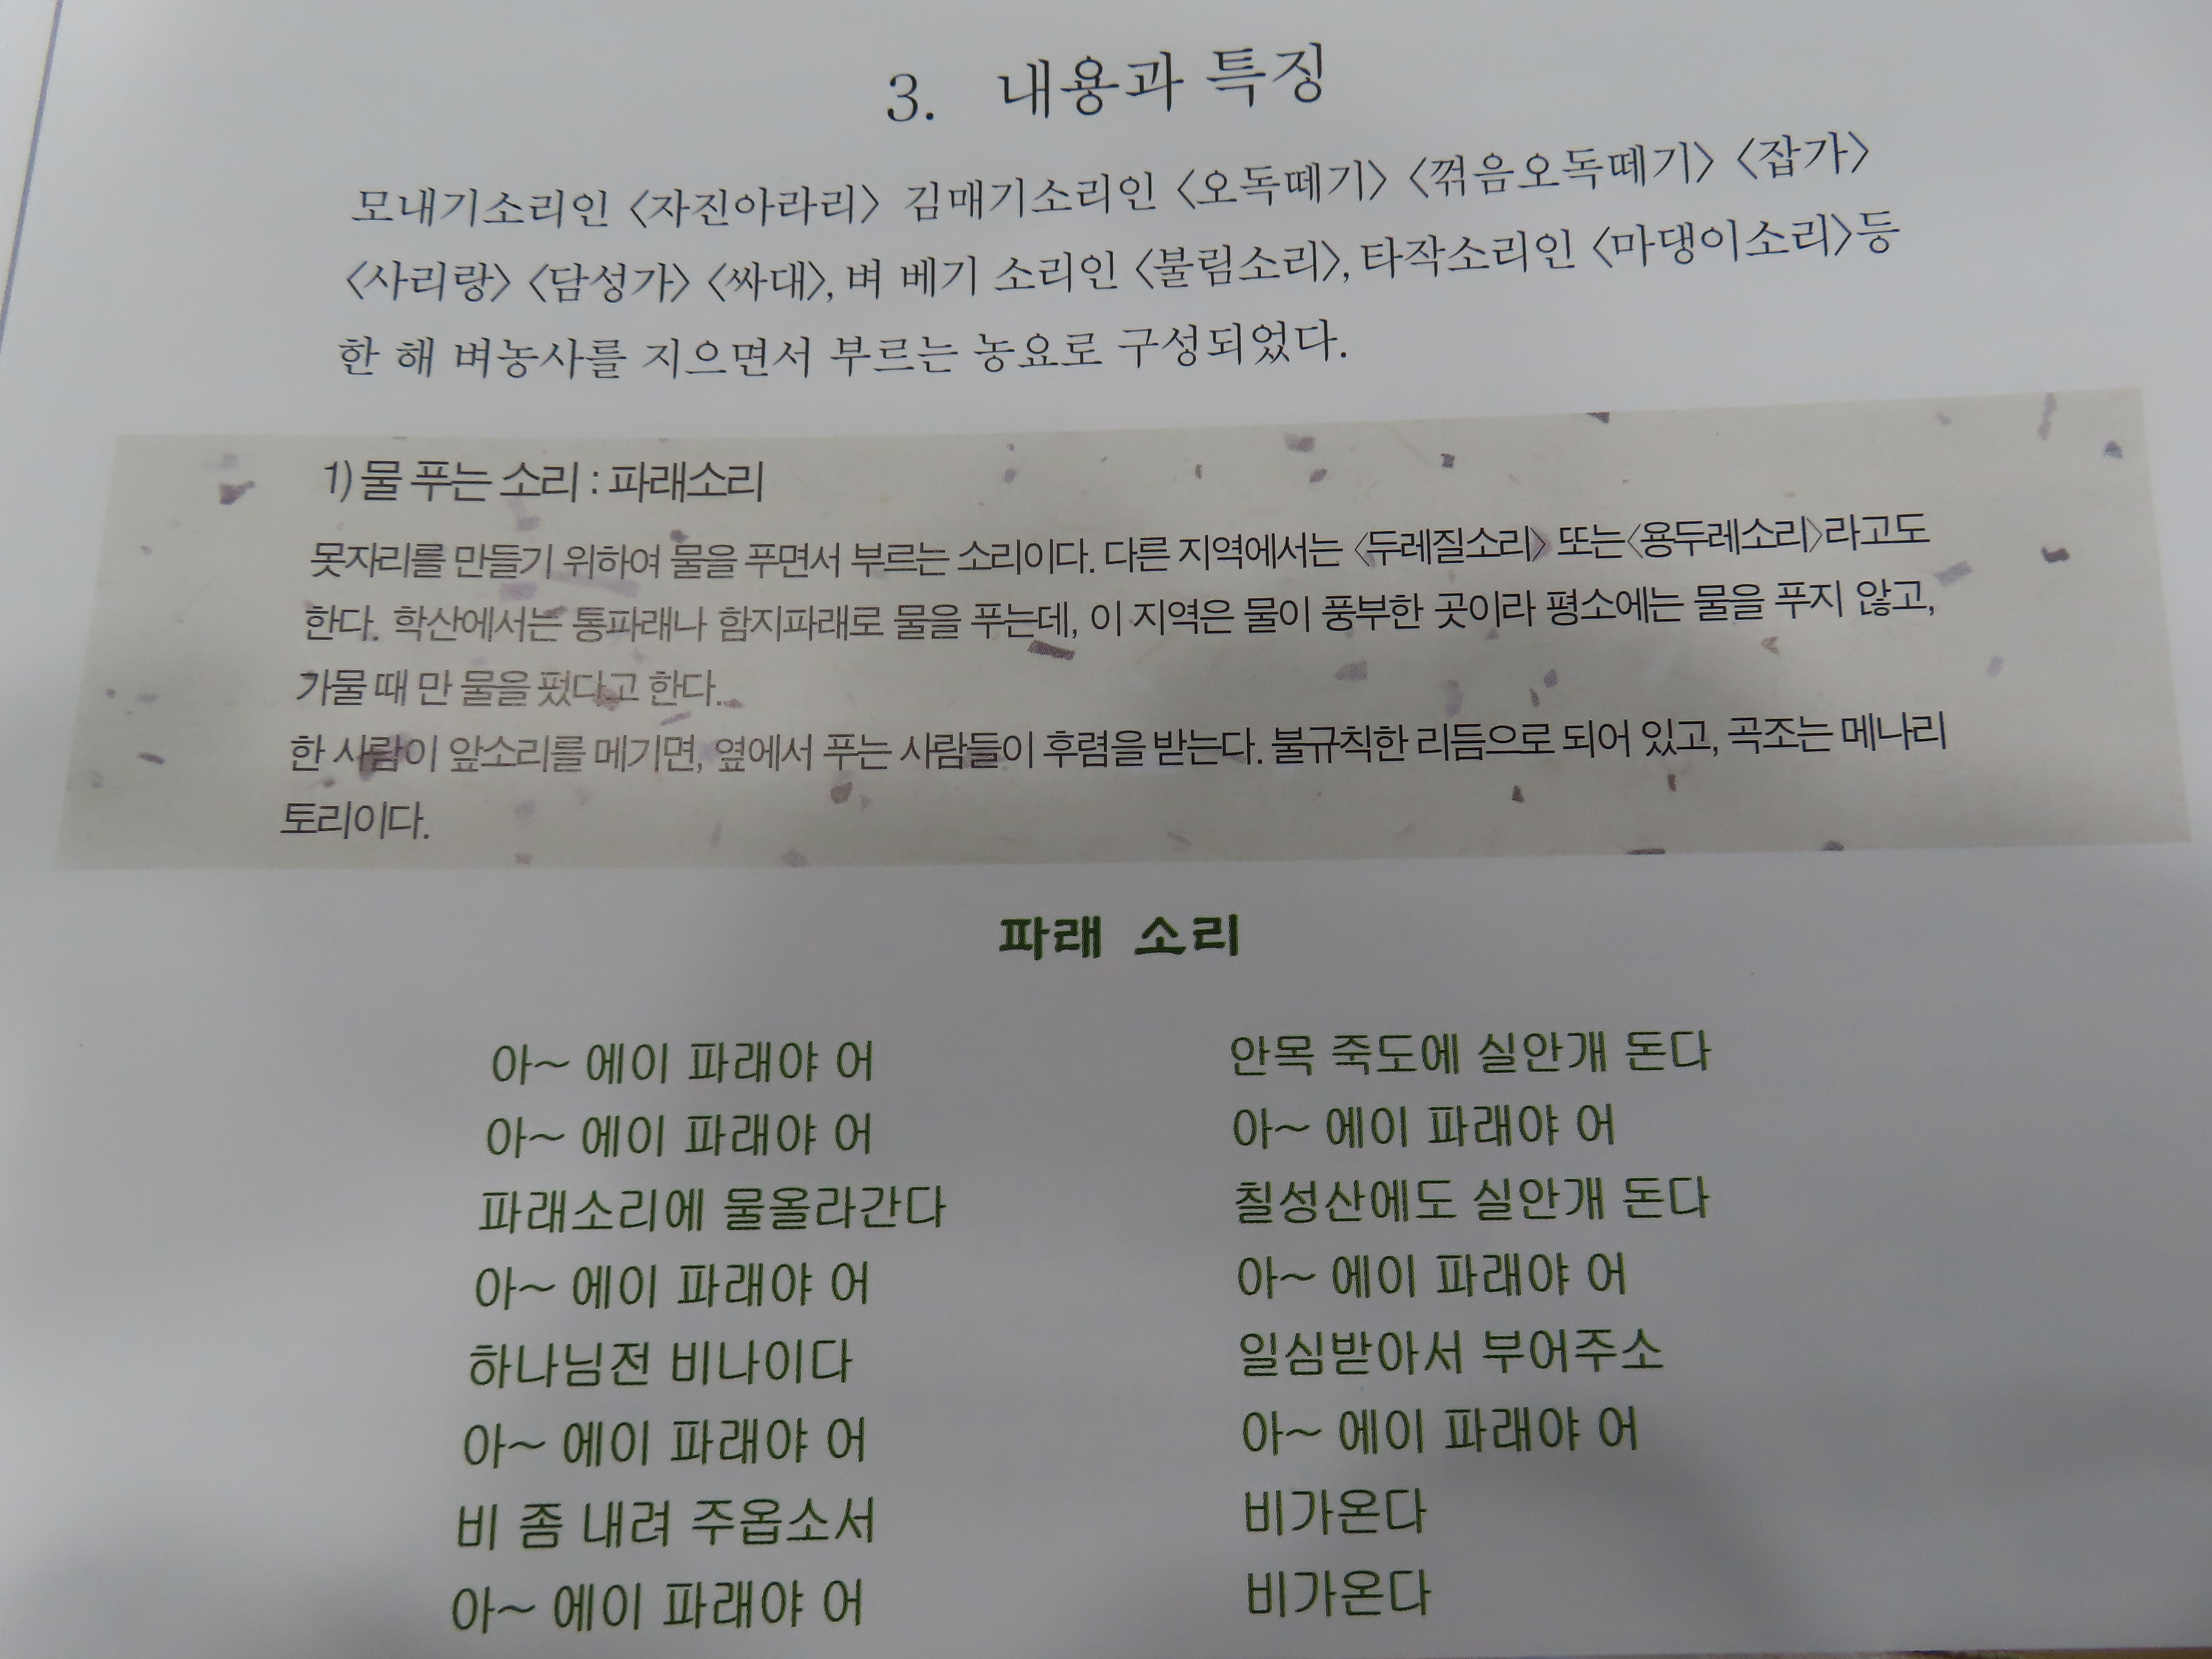 3. 내용과 특징
모내기소리인 〈자진아라리〉 김매기소리인 〈오독떼기〉 〈꺾음오독떼기〉 〈잡가〉
〈사리랑〉 〈담성가〉 〈싸대〉, 벼 베기 소리인 〈불림소리〉, 타작소리인 〈마댕이소리〉등
한 해 벼농사를 지으면서 부르는 농요로 구성되었다.
1) 물 푸는 소리 : 파래소리
못자리를 만들기 위하여 물을 푸면서 부르는 소리이다. 다른 지역에서는 〈두레질소리〉 또는〈용두레소리〉라고도
한다. 학산에서는 통파래나 함지파래로 물을 푸는데, 이 지역은 물이 풍부한 곳이라 평소에는 물을 푸지 않고,
가물 때 만 물을 펐다고 한다.
한 사람이 앞소리를 메기면, 옆에서 푸는 사람들이 후렴을 받는다. 불규칙한 리듬으로 되어 있고, 곡조는 메나리
토리이다.
파래 소리
아~ 에이 파래야 어
아~ 에이 파래야 어
파래소리에 물올라간다
아~ 에이 파래야 어
하나님전 비나이다
아~ 에이 파래야 어
비 좀 내려 주옵소서
아~ 에이 파래야 어
안목 죽도에 실안개 돈다
아~ 에이 파래야 어
칠성산에도 실안개 돈다
아~ 에이 파래야 어
일심받아서 부어주소
아~ 에이 파래야 어
비가온다
비가온다